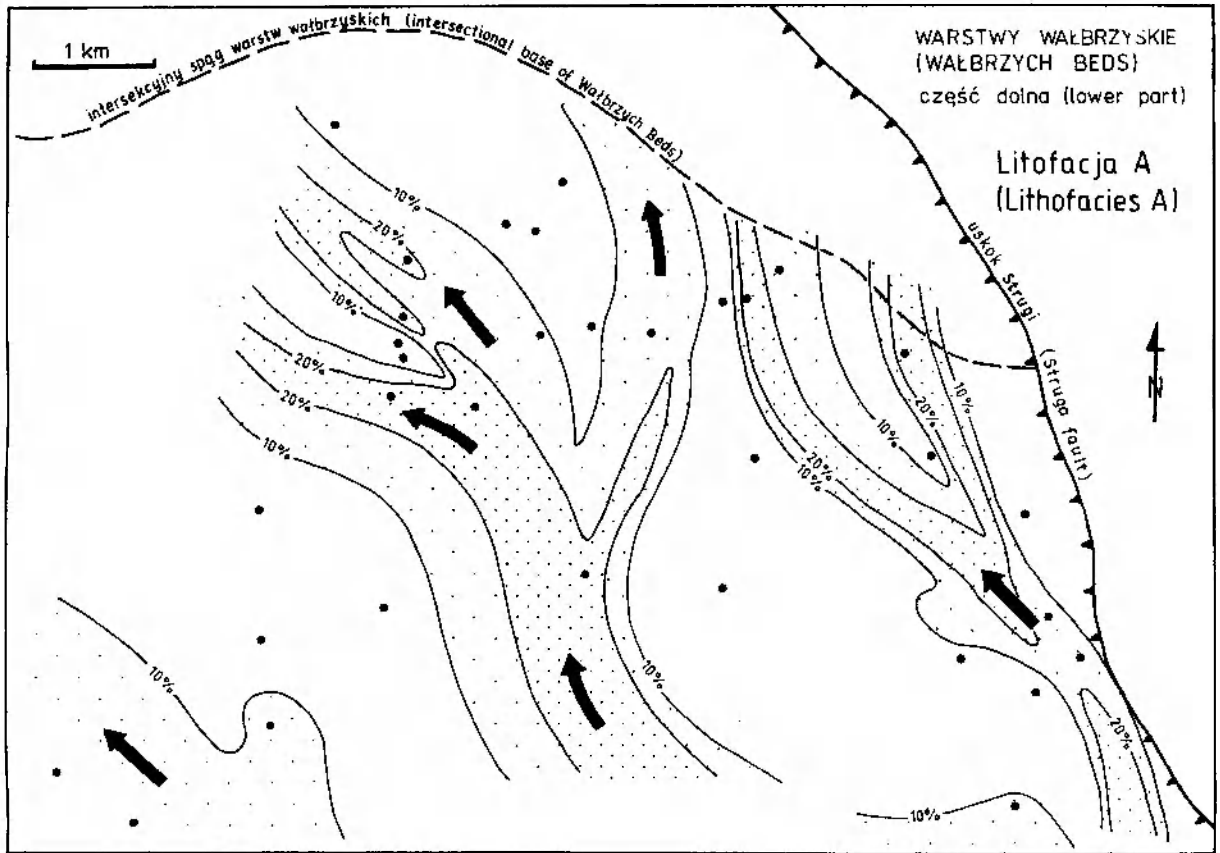 1 km
intersekcyjny spąg warstw wałbrzyskich (intersectional base of Wałbrzych Beds)
WARSTWY WAŁBRZYSKIE
(WAŁBRZYCH BEDS)
część dolna (lower part)
Litofacja A
(Lithofacies A)
uskok Strugi
(Struga fault)
N
10%
20%
20%
10%
20%
20%
10%
10%
20%
10%
20%
10%
10%
10%
20%
10%
10%